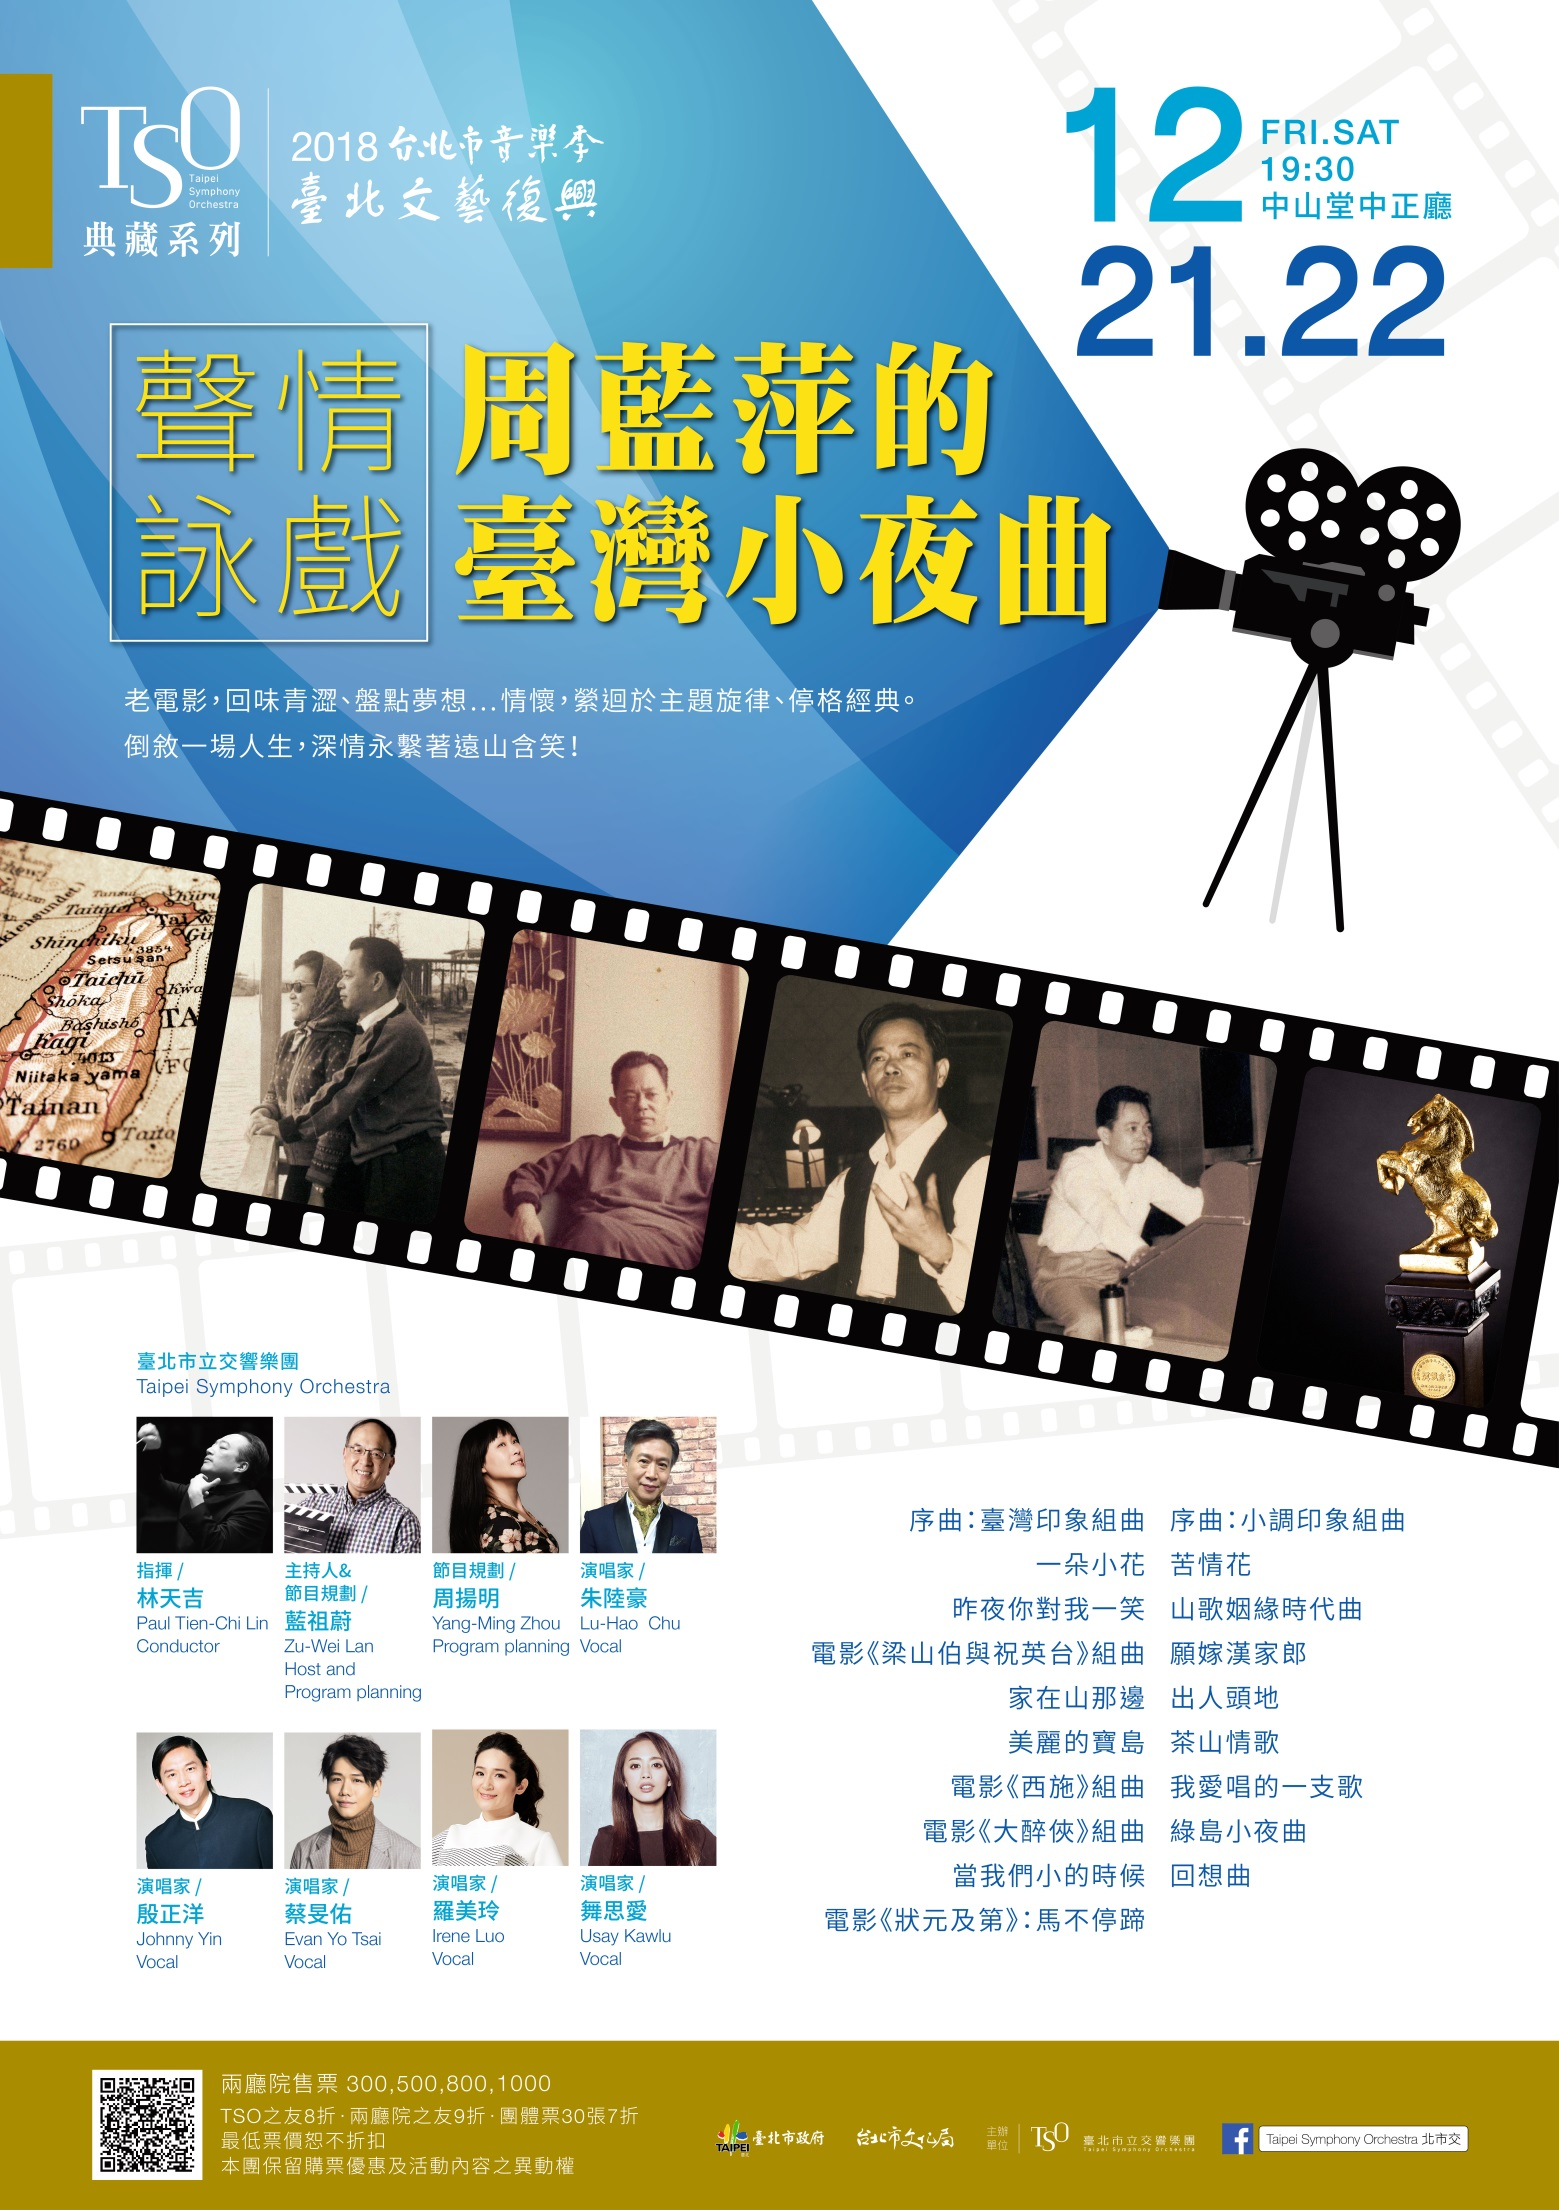 TSO
Taipei
Symphony
Orchestra
典藏系列
2018 台北市音樂季
臺北文藝復興
12
FRI.SAT
19:30
中山堂中正廳
21.22
聲情
詠戲
周藍萍的
臺灣小夜曲
老電影，回味青澀、盤點夢想...情懷，縈迴於主題旋律、停格經典。
倒敘一場人生，深情永繫著遠山含笑！
Shinchiku
3854
Setsusan
Taichū
Shoka
Bashisho
Kagi
4013
Niitaka yama
Tainan
2760
臺北市立交響樂團
Taipei Symphony Orchestra
指揮 /
林天吉
Paul Tien-Chi Lin
Conductor
主持人&
節目規劃 /
藍祖蔚
Zu-Wei Lan
Host and
Program planning
節目規劃 /
周揚明
Yang-Ming Zhou
Program planning
演唱家 /
朱陸豪
Lu-Hao Chu
Vocal
演唱家 /
殷正洋
Johnny Yin
Vocal
演唱家 /
蔡旻佑
Evan Yo Tsai
Vocal
演唱家 /
羅美玲
Irene Luo
Vocal
演唱家 /
舞思愛
Usay Kawlu
Vocal
序曲：臺灣印象組曲
一朵小花
昨夜你對我一笑
電影《梁山伯與祝英台》組曲
家在山那邊
美麗的寶島
電影《西施》組曲
電影《大醉俠》組曲
當我們小的時候
電影《狀元及第》：馬不停蹄
序曲：小調印象組曲
苦情花
山歌姻緣時代曲
願嫁漢家郎
出人頭地
茶山情歌
我愛唱的一支歌
綠島小夜曲
回想曲
兩廳院售票 300,500,800,1000
TSO之友8折·兩廳院之友9折·團體票30張7折
最低票價恕不折扣
本團保留購票優惠及活動內容之異動權
TAIPEI
臺北市政府
台北市文化局
主辦
單位
TSO
臺北市立交響樂團
Taipei Symphony Orchestra
Taipei Symphony Orchestra 北市交